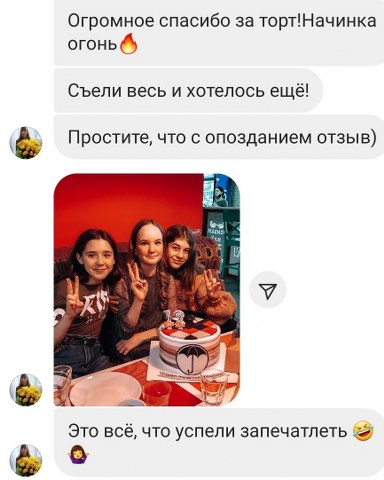 Огромное спасибо за торт!Начинка
огонь🔥
Съели весь и хотелось ещё!
Простите, что с опозданием отзыв)
Это всё, что успели запечатлеть 🤣
🤷‍♀️